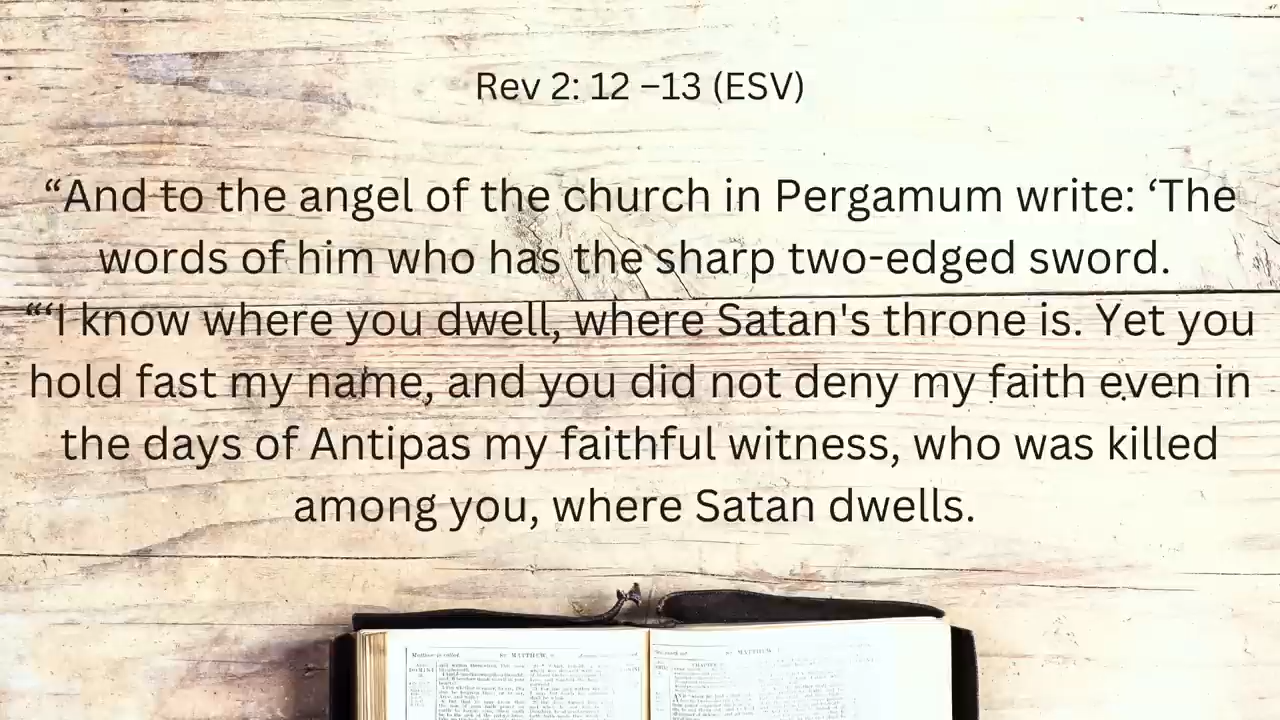 Rev 2: 12 –13 (ESV)
“And to the angel of the church in Pergamum write: ‘The
words of him who has the sharp two-edged sword.
“‘I know where you dwell, where Satan's throne is. Yet you
hold fast my name, and you did not deny my faith even in
the days of Antipas my faithful witness, who was killed
among you, where Satan dwells.
MATTHEW
MATTHEW